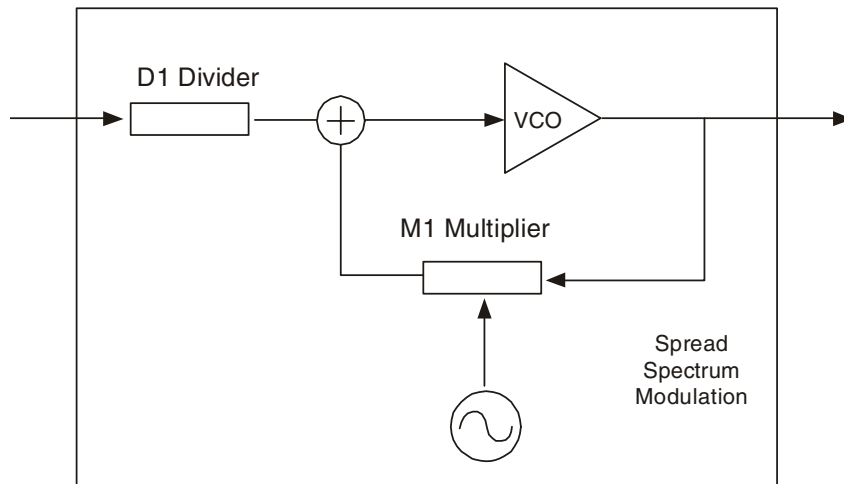 D1 Divider
+
VCO
M1 Multiplier
Spread
Spectrum
Modulation